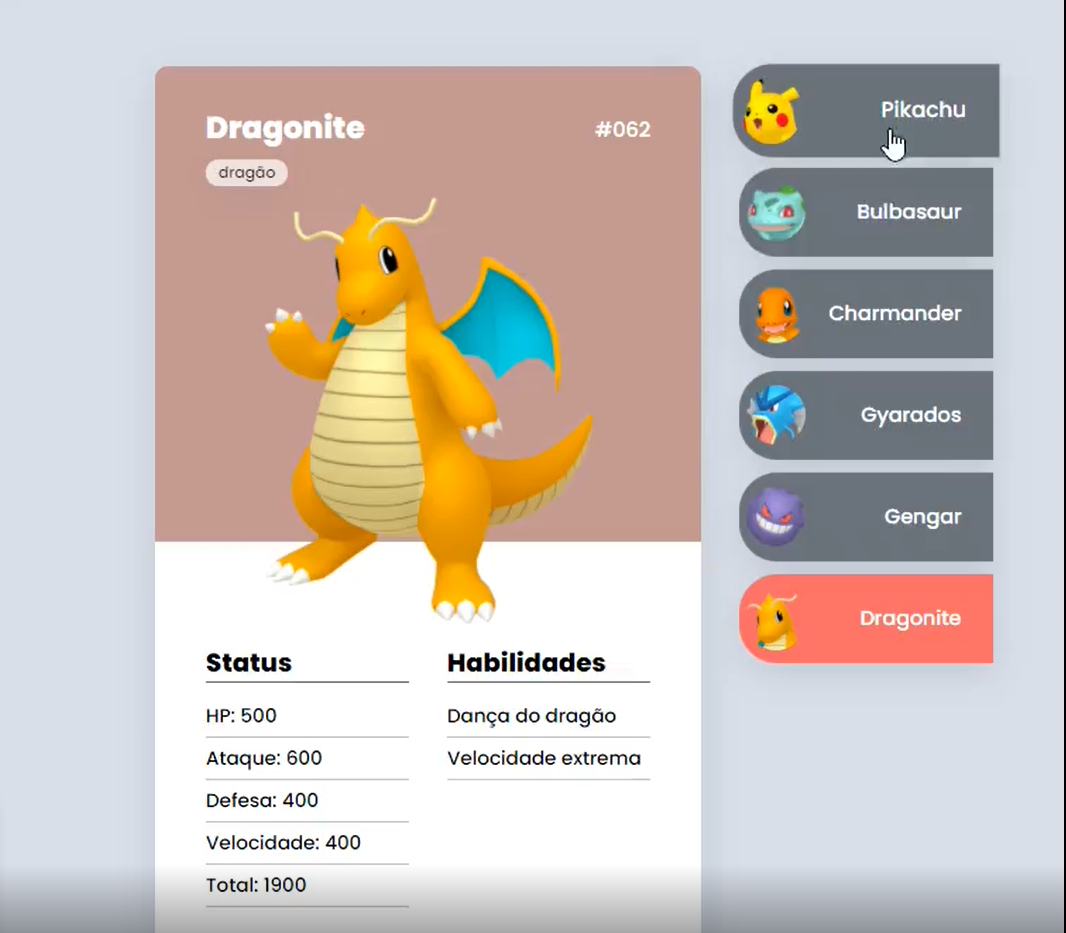 Dragonite
#062
dragão
Status
HP: 500
Ataque: 600
Defesa: 400
Velocidade: 400
Total: 1900
Habilidades
Dança do dragão
Velocidade extrema
Pikachu
Bulbasaur
Charmander
Gyarados
Gengar
Dragonite